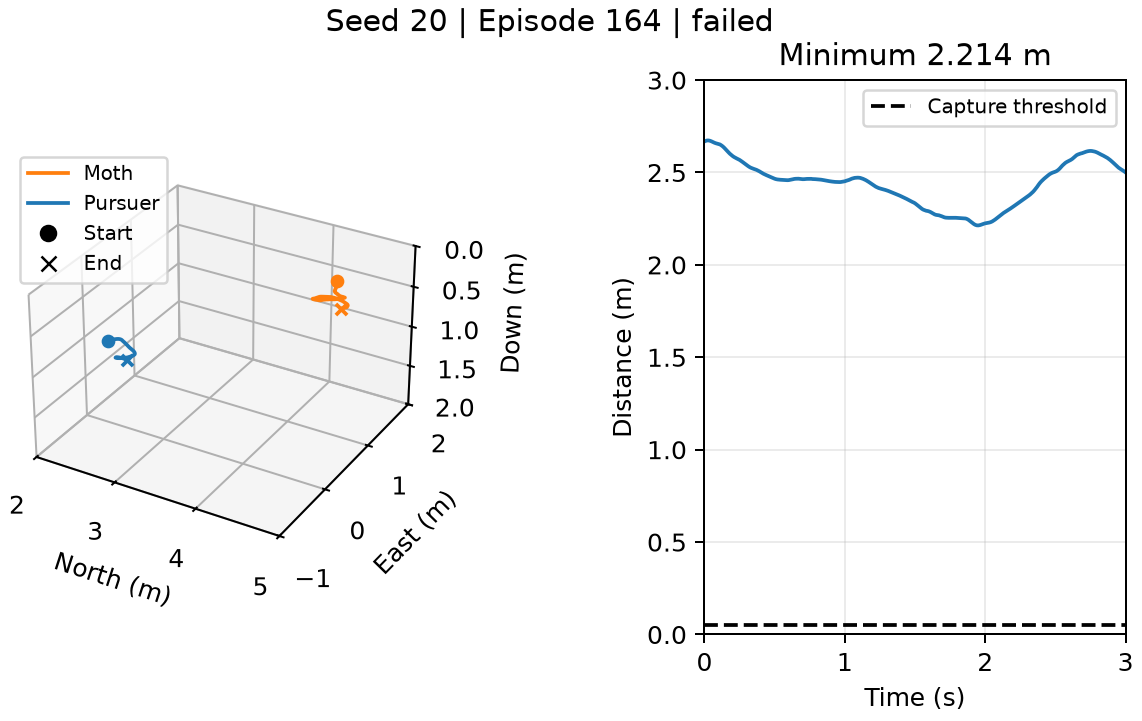 Seed 20 | Episode 164 | failed
Moth
Pursuer
Start
End
0.0
0.5
1.0
1.5
2.0
Down (m)
2
1
0
−1
East (m)
2
3
4
5
North (m)
Minimum 2.214 m
Capture threshold
3.0
2.5
2.0
1.5
1.0
0.5
0.0
Distance (m)
0
1
2
3
Time (s)